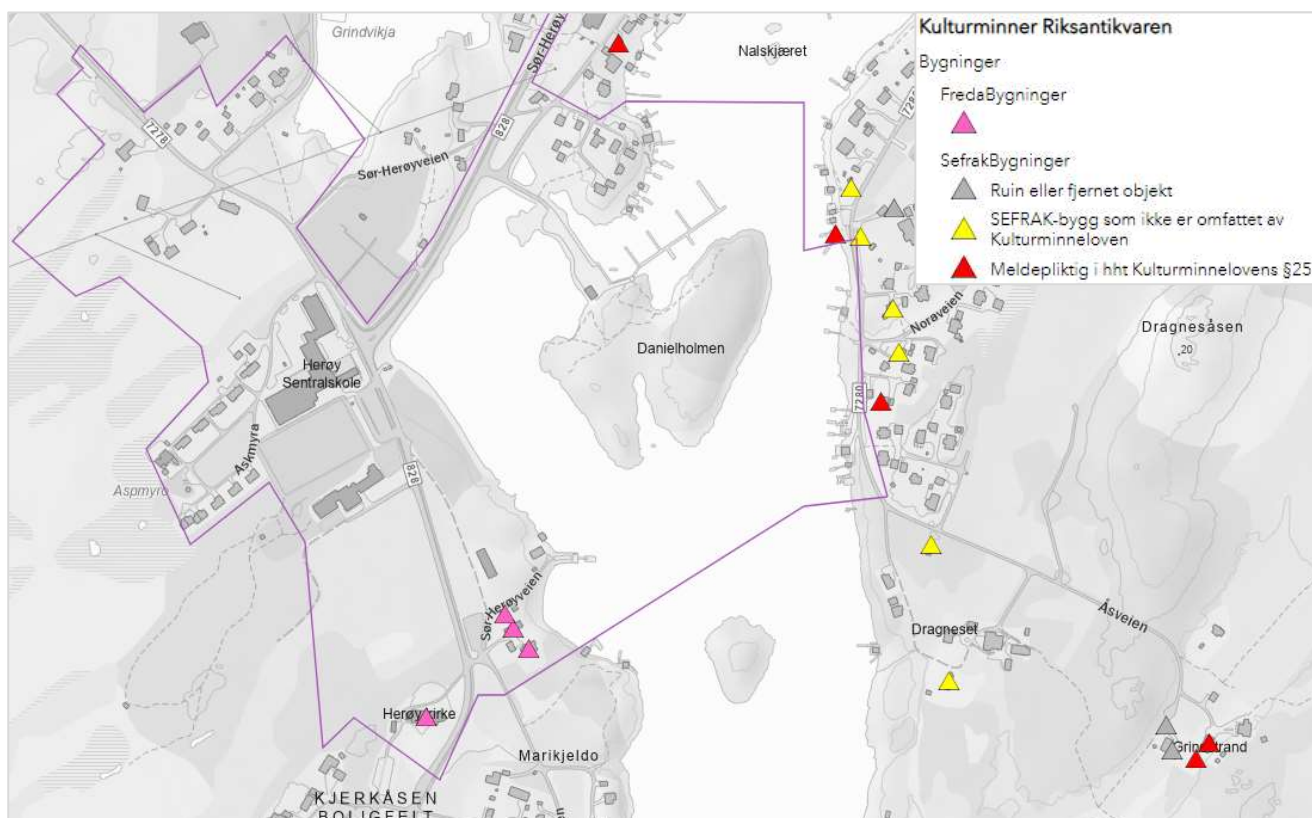 Kulturminner Riksantikvaren
Bygninger
FredaBygninger
SefrakBygninger
Ruin eller fjernet objekt
SEFRAK-bygg som ikke er omfattet av
Kulturminneloven
Meldepliktig i hht Kulturminnelovens §25
Grindvikja
Nalskjæret
Sør-Herøy
7278
828
Sør-Herøyveien
728
Noraveien
Dragnesåsen
20
Danielholmen
Herøy
Sentralskole
7280
Askmyra
Aspmyra
828
Sør-Herøyveien
Åsveien
Dragneset
Herøy kirke
Marikjeldo
KJERKÅSEN
BOLIGFELT